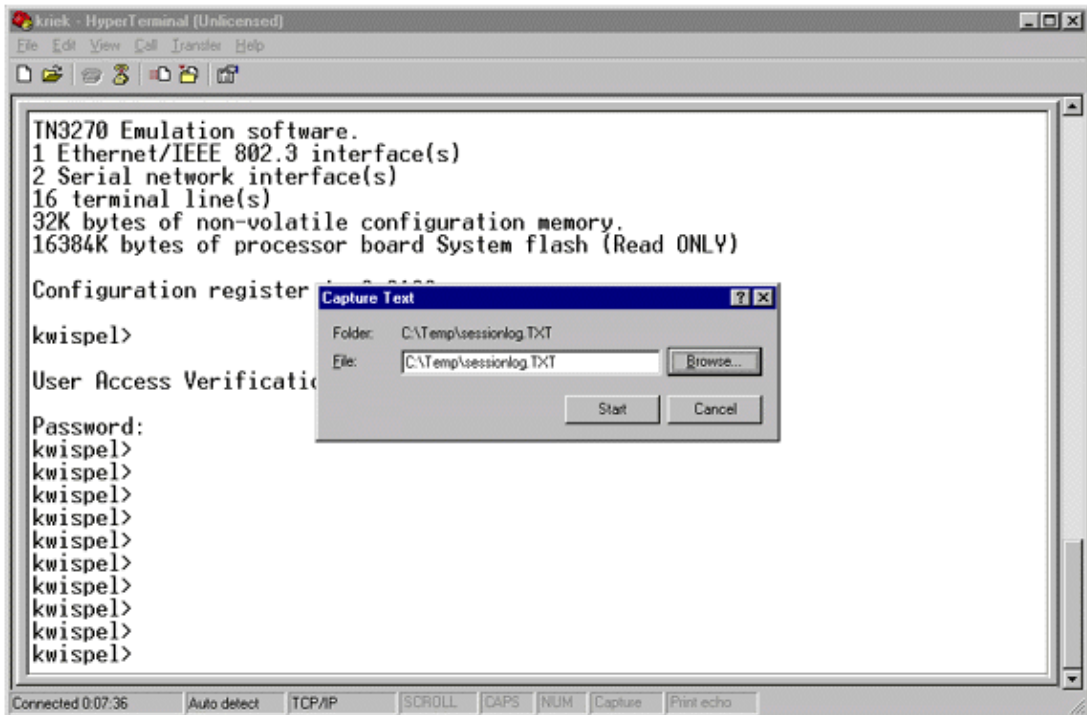 kriek - HyperTerminal (Unlicensed)
File Edit View Call Transfer Help
TN3270 Emulation software.
1 Ethernet/IEEE 802.3 interface(s)
2 Serial network interface(s)
16 terminal line(s)
32K bytes of non-volatile configuration memory.
16384K bytes of processor board System flash (Read ONLY)
Configuration register
kwispel>
User Access Verificatio
Password:
kwispel>
kwispel>
kwispel>
kwispel>
kwispel>
kwispel>
kwispel>
kwispel>
kwispel>
kwispel>
Capture Text
Folder: C:\Temp\sessionlog.TXT
File: C:\Temp\sessionlog.TXT Browse...
Start Cancel
Connected 0:07:36 Auto detect TCP/IP SCROLL CAPS NUM Capture Print echo